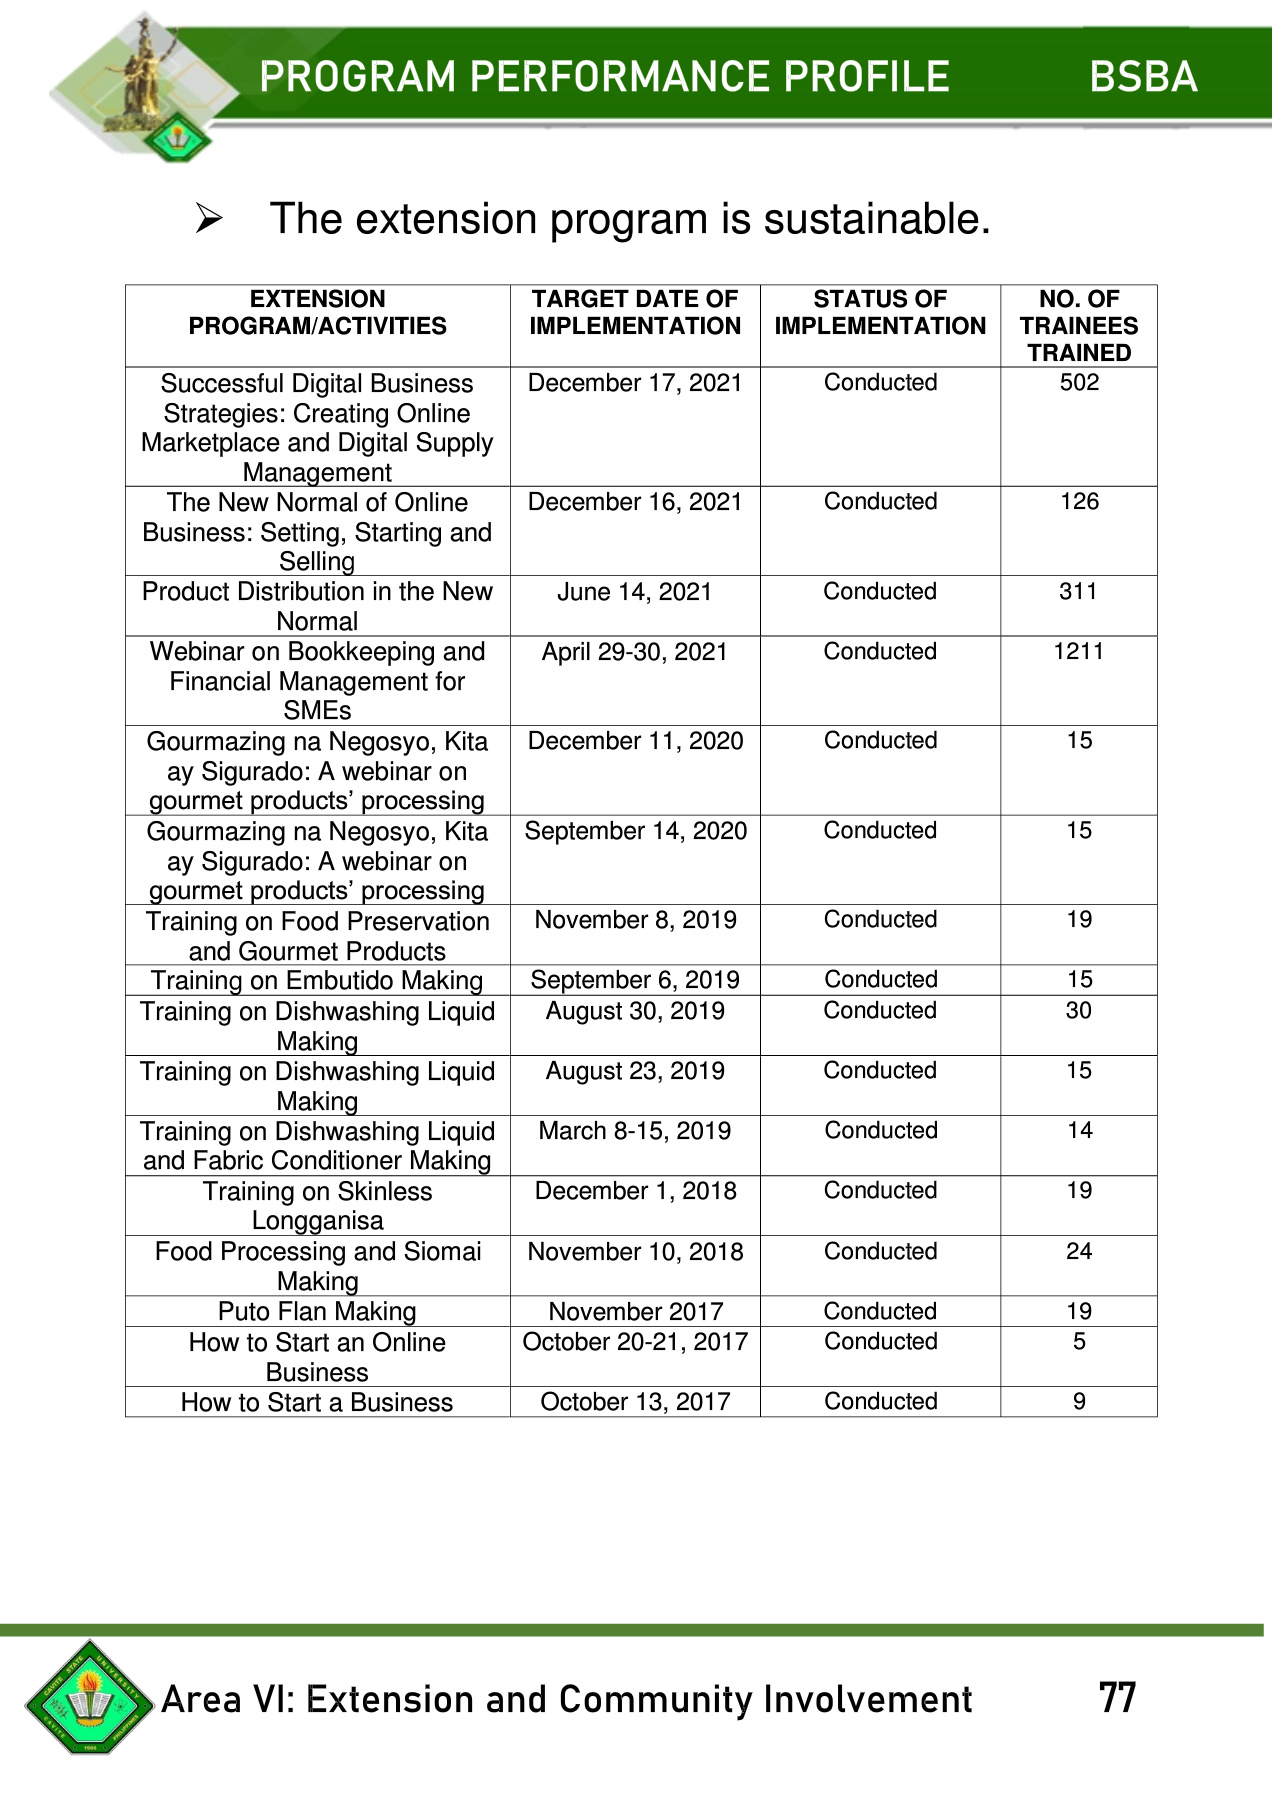 PROGRAM PERFORMANCE PROFILE BSBA
➢ The extension program is sustainable.
EXTENSION PROGRAM/ACTIVITIES | TARGET DATE OF IMPLEMENTATION | STATUS OF IMPLEMENTATION | NO. OF TRAINEES TRAINED
Successful Digital Business Strategies: Creating Online Marketplace and Digital Supply Management | December 17, 2021 | Conducted | 502
The New Normal of Online Business: Setting, Starting and Selling | December 16, 2021 | Conducted | 126
Product Distribution in the New Normal | June 14, 2021 | Conducted | 311
Webinar on Bookkeeping and Financial Management for SMEs | April 29-30, 2021 | Conducted | 1211
Gourmazing na Negosyo, Kita ay Sigurado: A webinar on gourmet products’ processing | December 11, 2020 | Conducted | 15
Gourmazing na Negosyo, Kita ay Sigurado: A webinar on gourmet products’ processing | September 14, 2020 | Conducted | 15
Training on Food Preservation and Gourmet Products | November 8, 2019 | Conducted | 19
Training on Embutido Making | September 6, 2019 | Conducted | 15
Training on Dishwashing Liquid Making | August 30, 2019 | Conducted | 30
Training on Dishwashing Liquid Making | August 23, 2019 | Conducted | 15
Training on Dishwashing Liquid and Fabric Conditioner Making | March 8-15, 2019 | Conducted | 14
Training on Skinless Longganisa | December 1, 2018 | Conducted | 19
Food Processing and Siomai Making | November 10, 2018 | Conducted | 24
Puto Flan Making | November 2017 | Conducted | 19
How to Start an Online Business | October 20-21, 2017 | Conducted | 5
How to Start a Business | October 13, 2017 | Conducted | 9
CAVITE STATE UNIVERSITY
CAVITE PHILIPPINES
1906
Area VI: Extension and Community Involvement 77